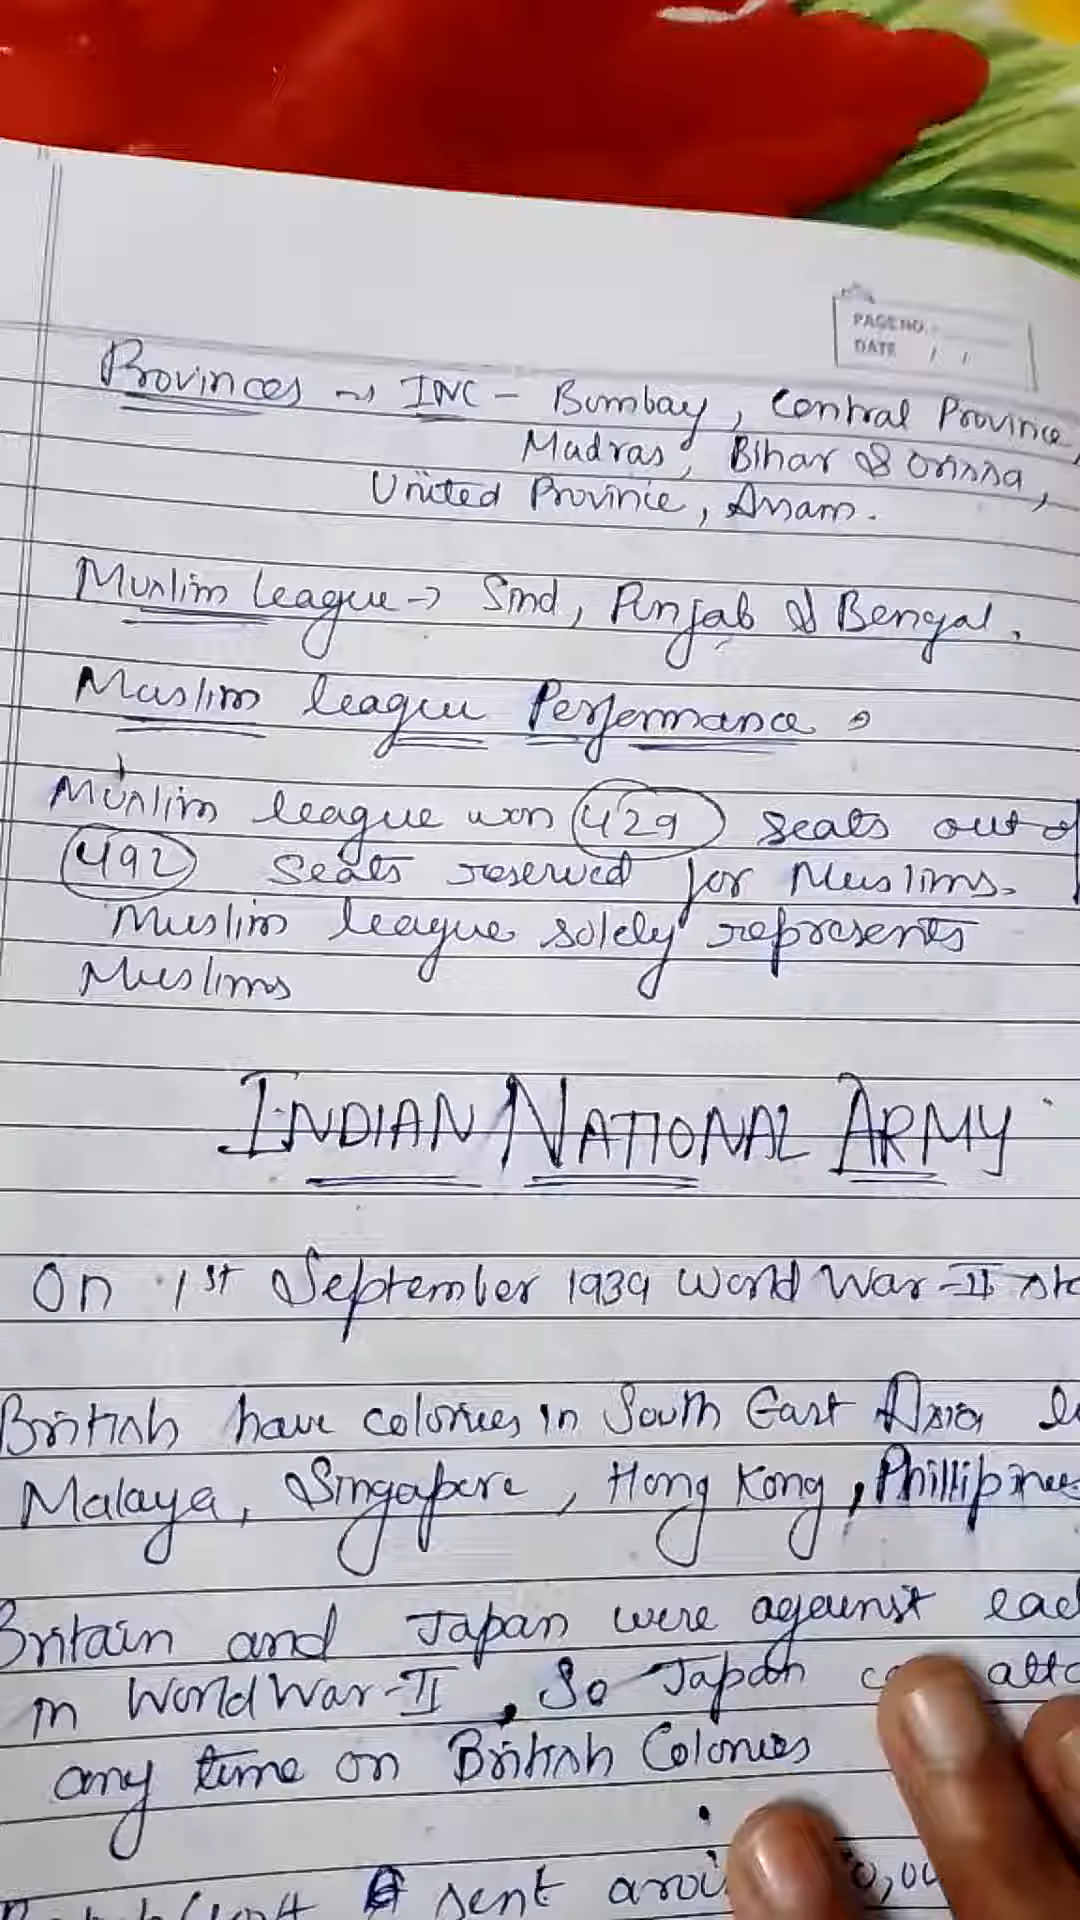 PAGE NO.:
DATE / /
Provinces → INC - Bombay, Central Province,
Madras, Bihar & Orissa,
United Provinie, Assam.
Muslim league → Sind, Punjab & Bengal.
Muslim league Performance :
Muslim league won 429 seats out of
492 seats reserved for Muslims.
Muslim league solely represents
Muslims
INDIAN NATIONAL ARMY
On 1st September 1939 World War-II
British have colonies in South East Asia
Malaya, Singapore, Hong Kong, Phillipines
Britain and Japan were against
in World War-II, So Japan
any time on British Colonies
sent